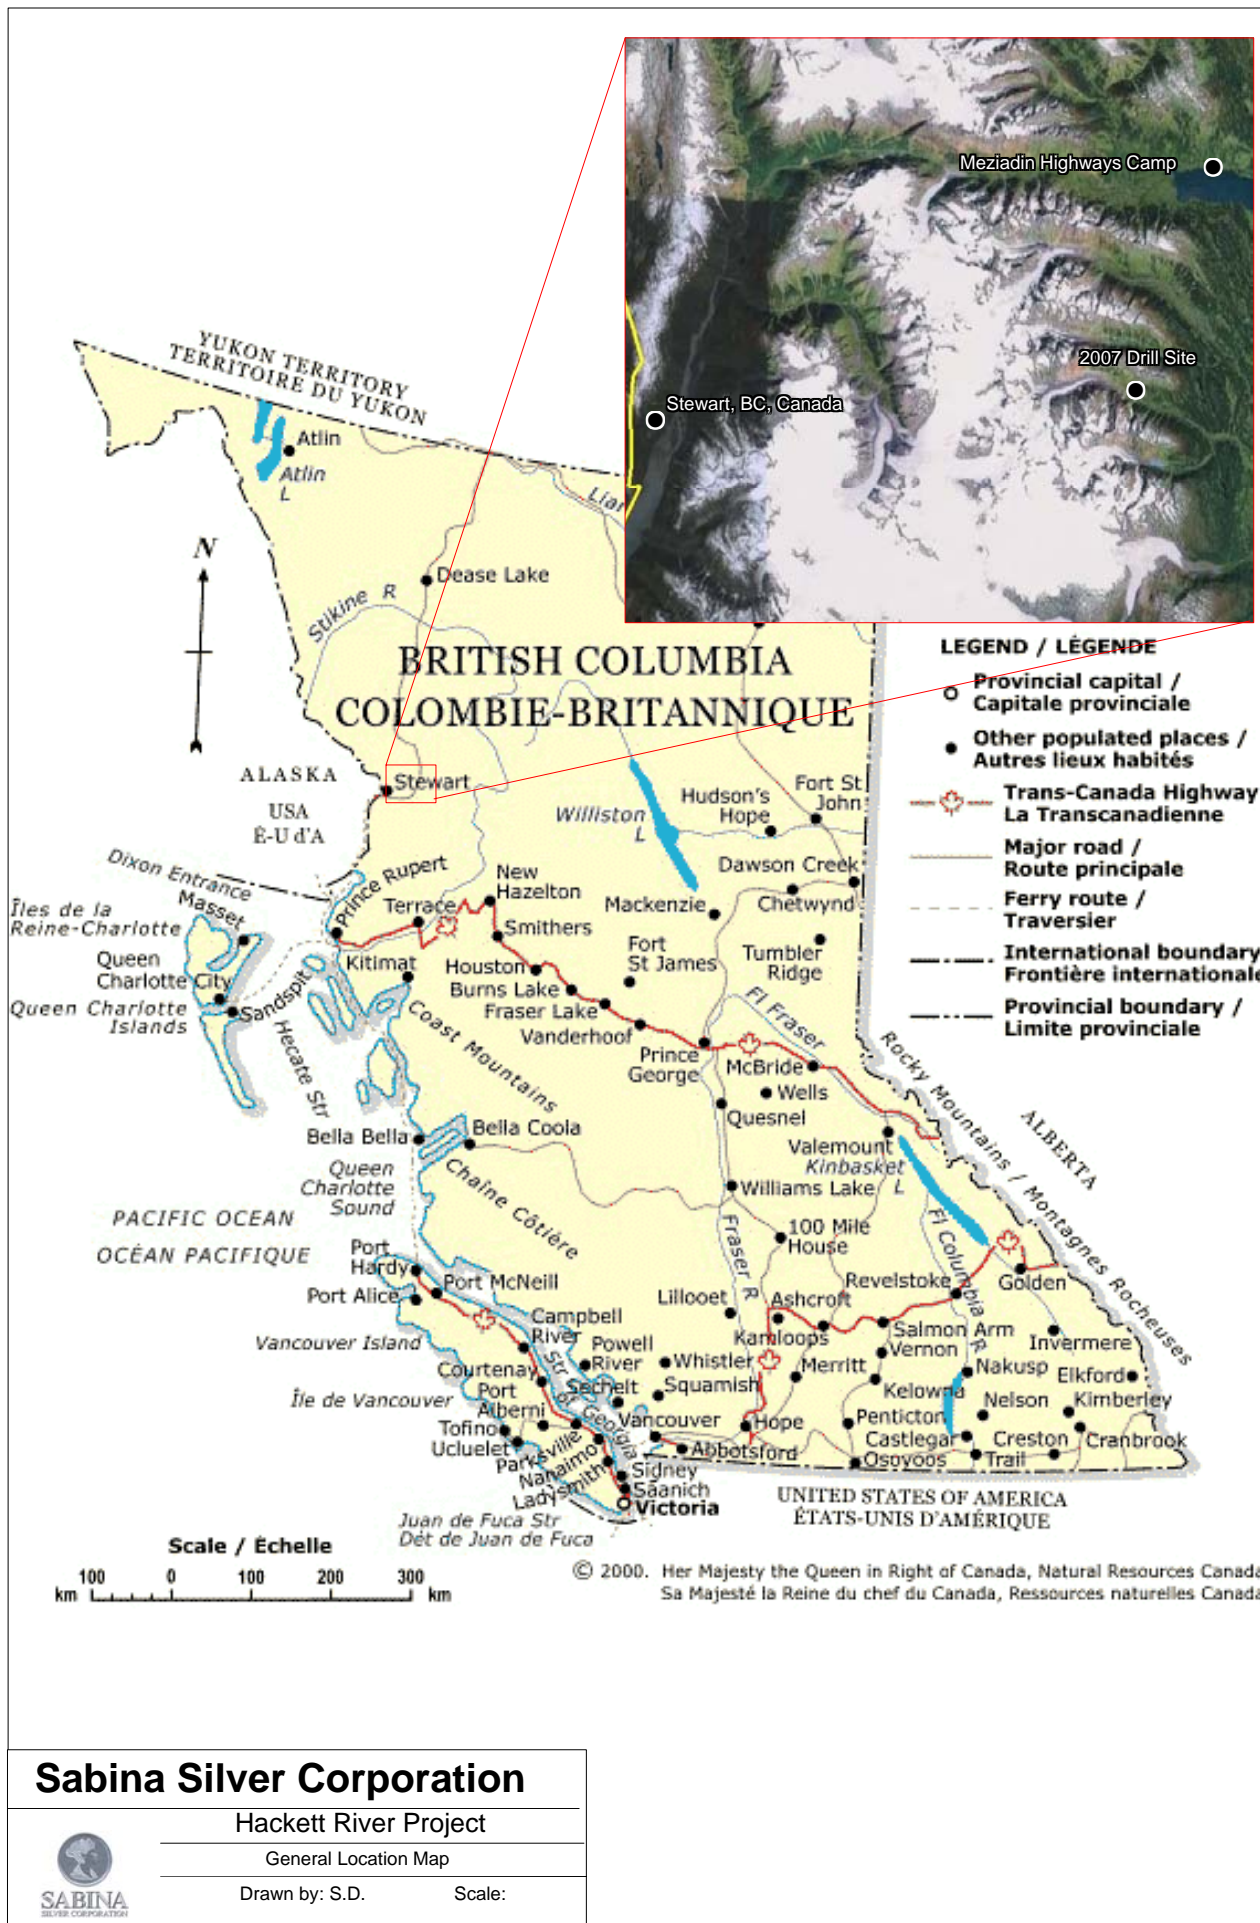 Meziadin Highways Camp
2007 Drill Site
Stewart, BC, Canada
YUKON TERRITORY
TERRITOIRE DU YUKON
Atlin
Atlin
L
Liar
N
Dease Lake
Stikine R
BRITISH COLUMBIA
COLOMBIE-BRITANNIQUE
LEGEND / LÉGENDE
Provincial capital /
Capitale provinciale
Other populated places /
Autres lieux habités
Trans-Canada Highway
La Transcanadienne
Major road /
Route principale
Ferry route /
Traversier
International boundary
Frontière internationale
Provincial boundary /
Limite provinciale
ALASKA
USA
É-U d'A
Stewart
Williston
L
Hudson's
Hope
Fort St
John
Dawson Creek
Chetwynd
Mackenzie
Tumbler
Ridge
Dixon Entrance
Masset
Îles de la
Reine-Charlotte
Queen
Charlotte City
Queen Charlotte
Islands
Sandspit
Hecate Str
Prince Rupert
Terrace
New
Hazelton
Smithers
Kitimat
Houston
Burns Lake
Fraser Lake
Vanderhoof
Fort
St James
Prince
George
Coast Mountains
Fl Fraser
McBride
Wells
Quesnel
Rocky Mountains / Montagnes Rocheuses
ALBERTA
Valemount
Kinbasket
L
Bella Bella
Bella Coola
Queen
Charlotte
Sound
Chaîne Côtière
Williams Lake
100 Mile
House
Fraser R
Fl Columbia
R
PACIFIC OCEAN
OCÉAN PACIFIQUE
Port
Hardy
Port McNeill
Port Alice
Vancouver Island
Île de Vancouver
Campbell
River
Powell
River
Courtenay
Port
Alberni
Sechelt
Str of Georgia
Tofino
Ucluelet
Parksville
Nanaimo
Ladysmith
Whistler
Squamish
Vancouver
Abbotsford
Hope
Lillooet
Ashcroft
Kamloops
Merritt
Revelstoke
Golden
Salmon Arm
Vernon
Kelowna
Penticton
Osoyoos
Nakusp
Nelson
Castlegar
Trail
Creston
Invermere
Elkford
Kimberley
Cranbrook
Sidney
Saanich
Victoria
Juan de Fuca Str
Dét de Juan de Fuca
UNITED STATES OF AMERICA
ÉTATS-UNIS D'AMÉRIQUE
Scale / Échelle
100 0 100 200 300
km km
© 2000. Her Majesty the Queen in Right of Canada, Natural Resources Canada
Sa Majesté la Reine du chef du Canada, Ressources naturelles Canada
Sabina Silver Corporation
Hackett River Project
General Location Map
Drawn by: S.D. Scale:
SABINA
SILVER CORPORATION